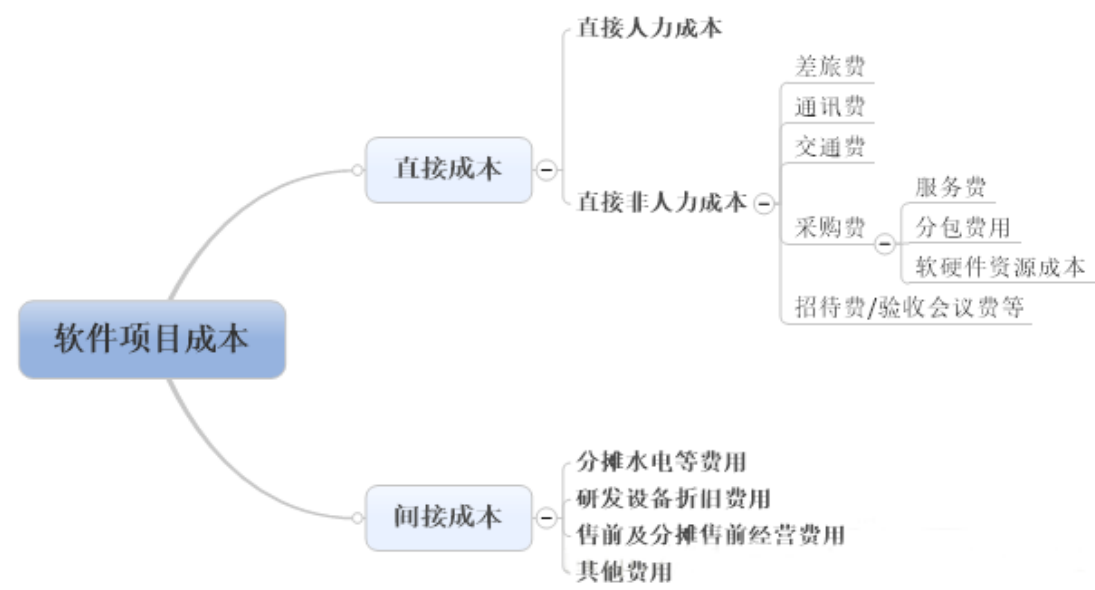 软件项目成本
直接成本
直接人力成本
直接非人力成本
差旅费
通讯费
交通费
采购费
服务费
分包费用
软硬件资源成本
招待费/验收会议费等
间接成本
分摊水电等费用
研发设备折旧费用
售前及分摊售前经营费用
其他费用